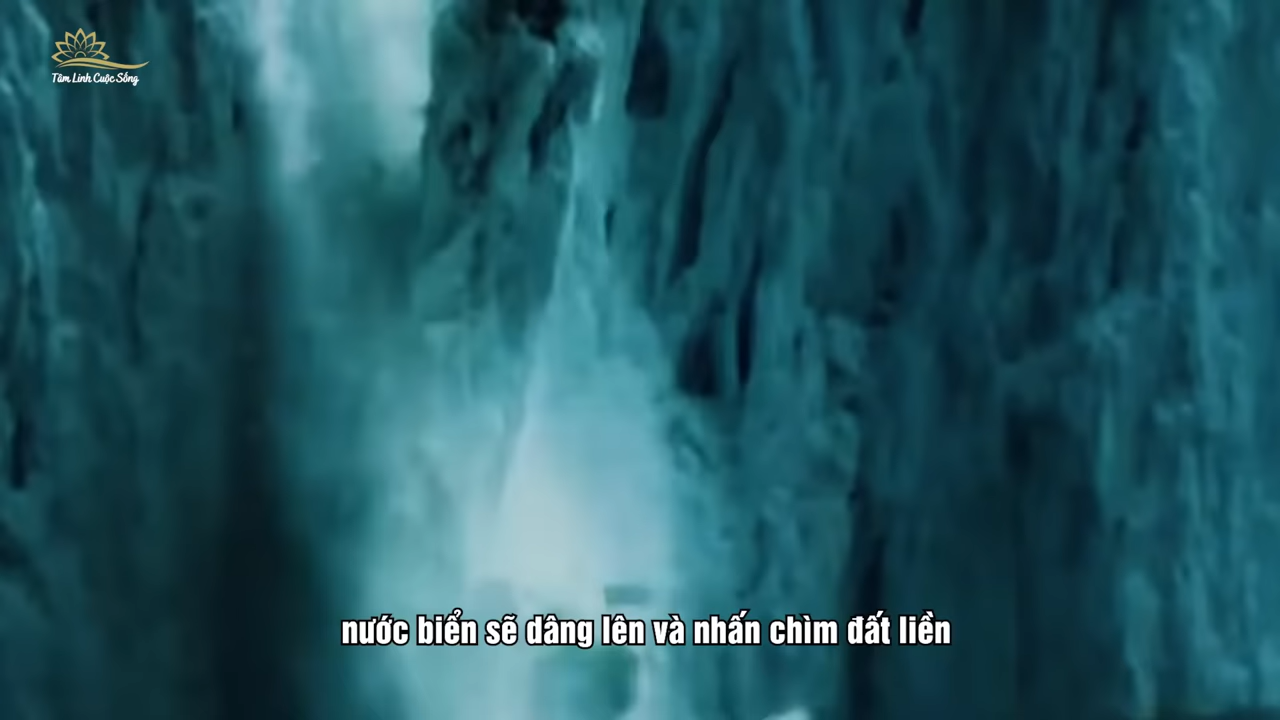 Tâm Linh Cuộc Sống
nước biển sẽ dâng lên và nhấn chìm đất liền